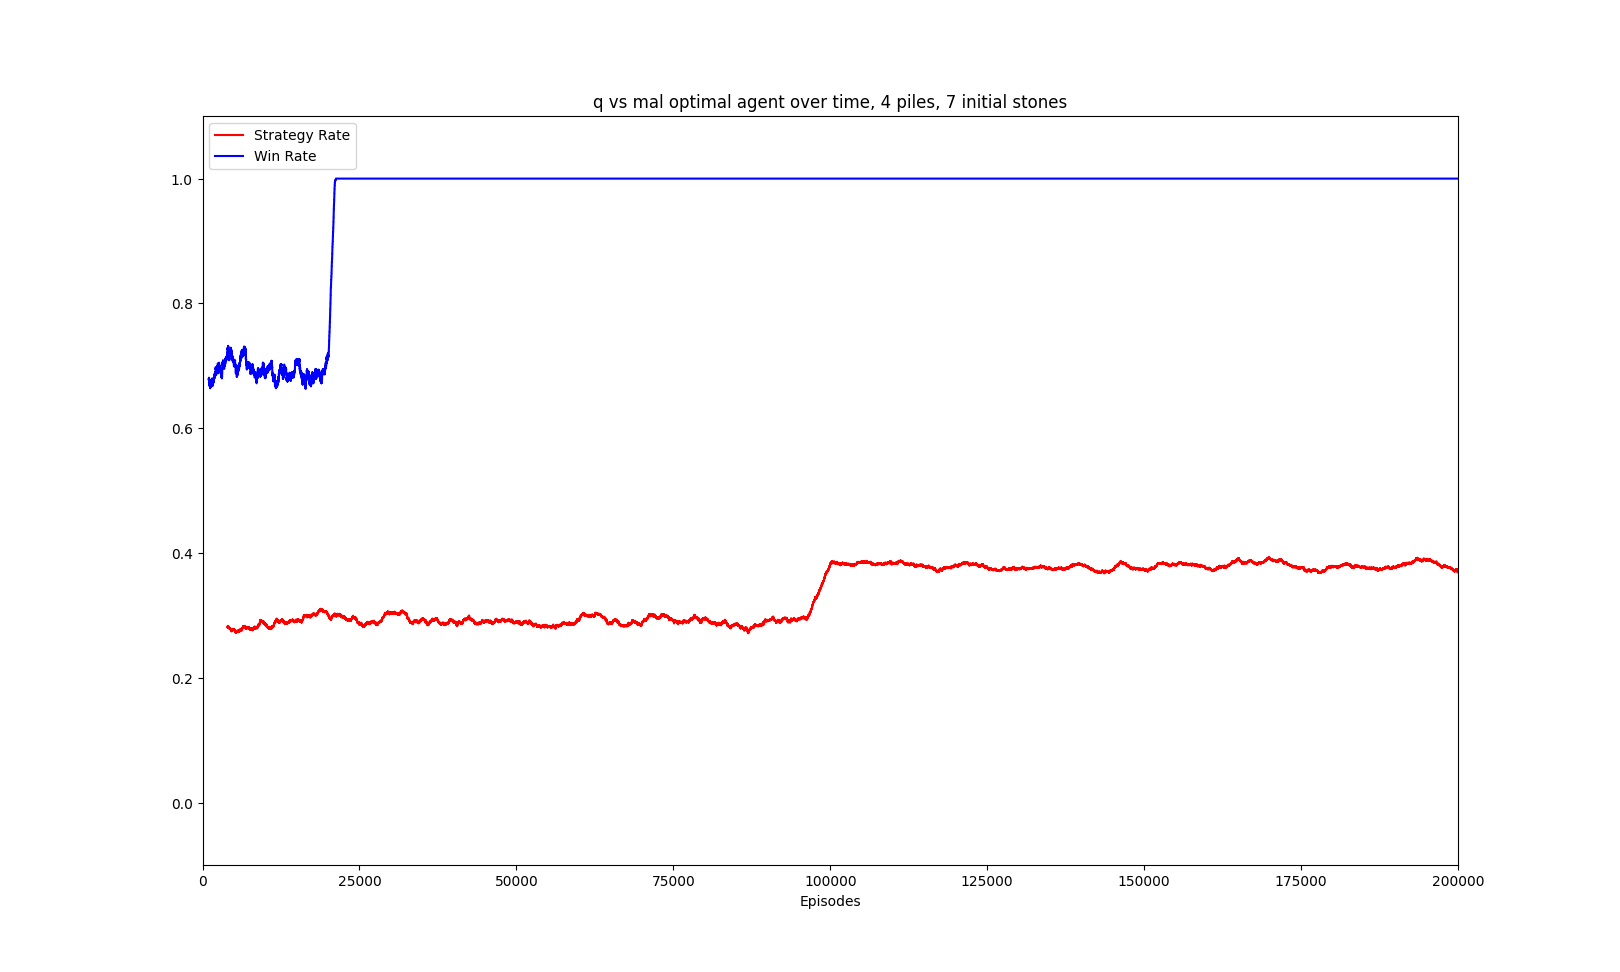 q vs mal optimal agent over time, 4 piles, 7 initial stones
Strategy Rate
Win Rate
1.0
0.8
0.6
0.4
0.2
0.0
0 25000 50000 75000 100000 125000 150000 175000 200000
Episodes